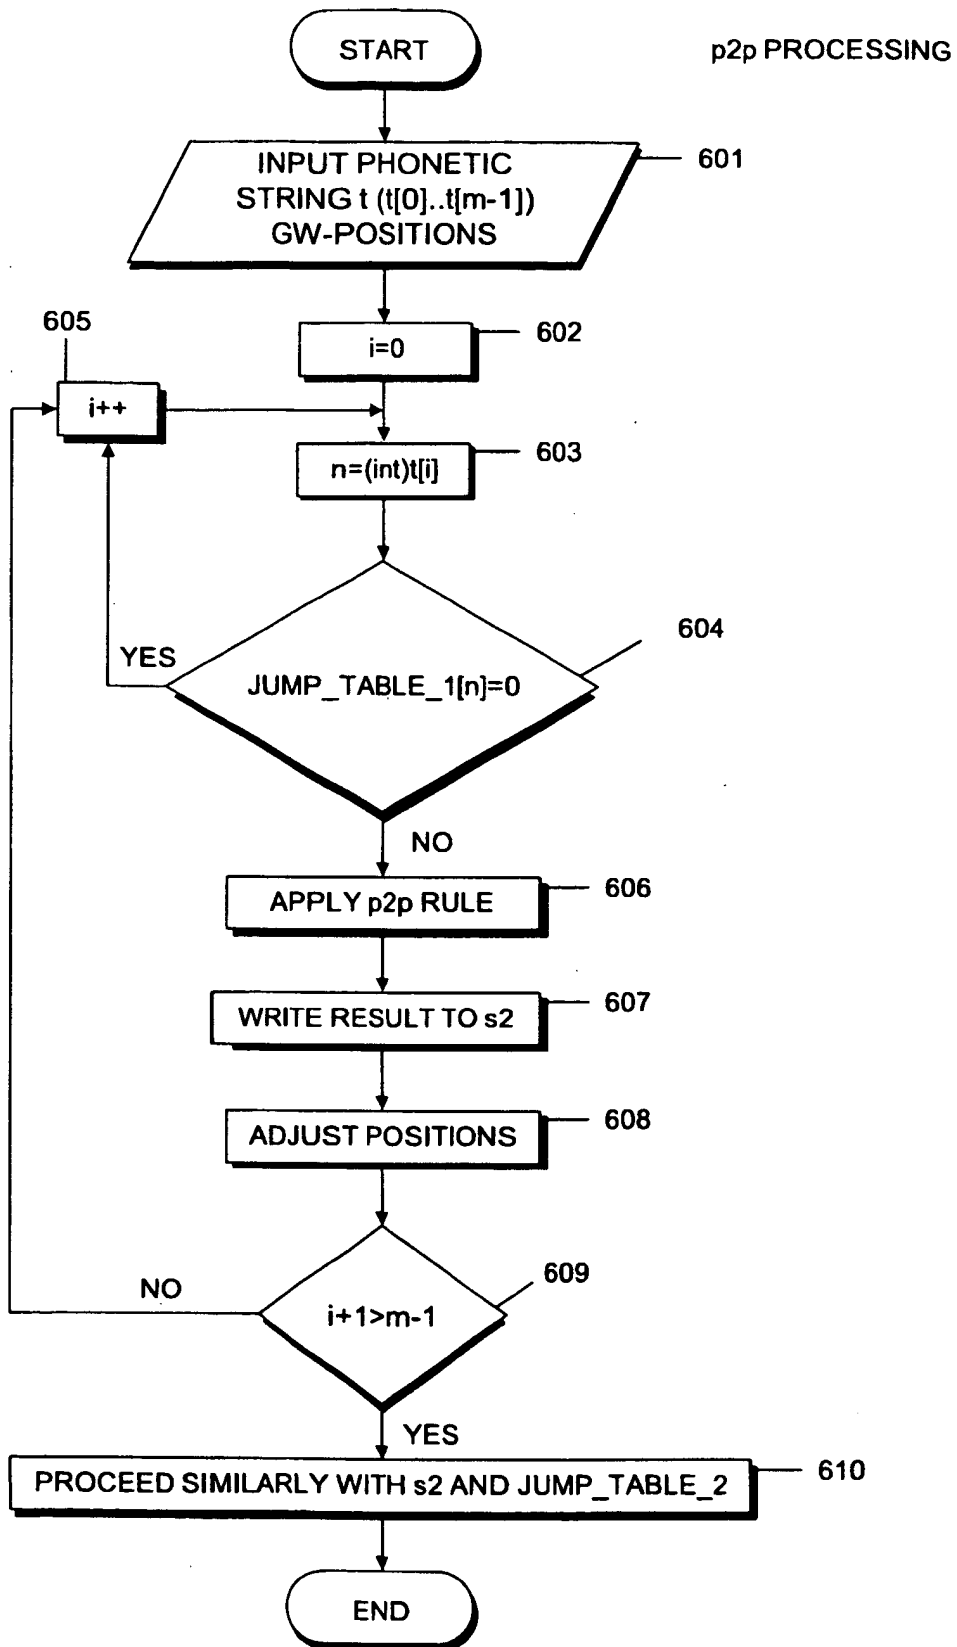 START
p2p PROCESSING
INPUT PHONETIC
STRING t (t[0]..t[m-1])
GW-POSITIONS
601
605
i=0
602
i++
n=(int)t[i]
603
604
YES
JUMP_TABLE_1[n]=0
NO
APPLY p2p RULE
606
WRITE RESULT TO s2
607
ADJUST POSITIONS
608
609
NO
i+1>m-1
YES
PROCEED SIMILARLY WITH s2 AND JUMP_TABLE_2
610
END